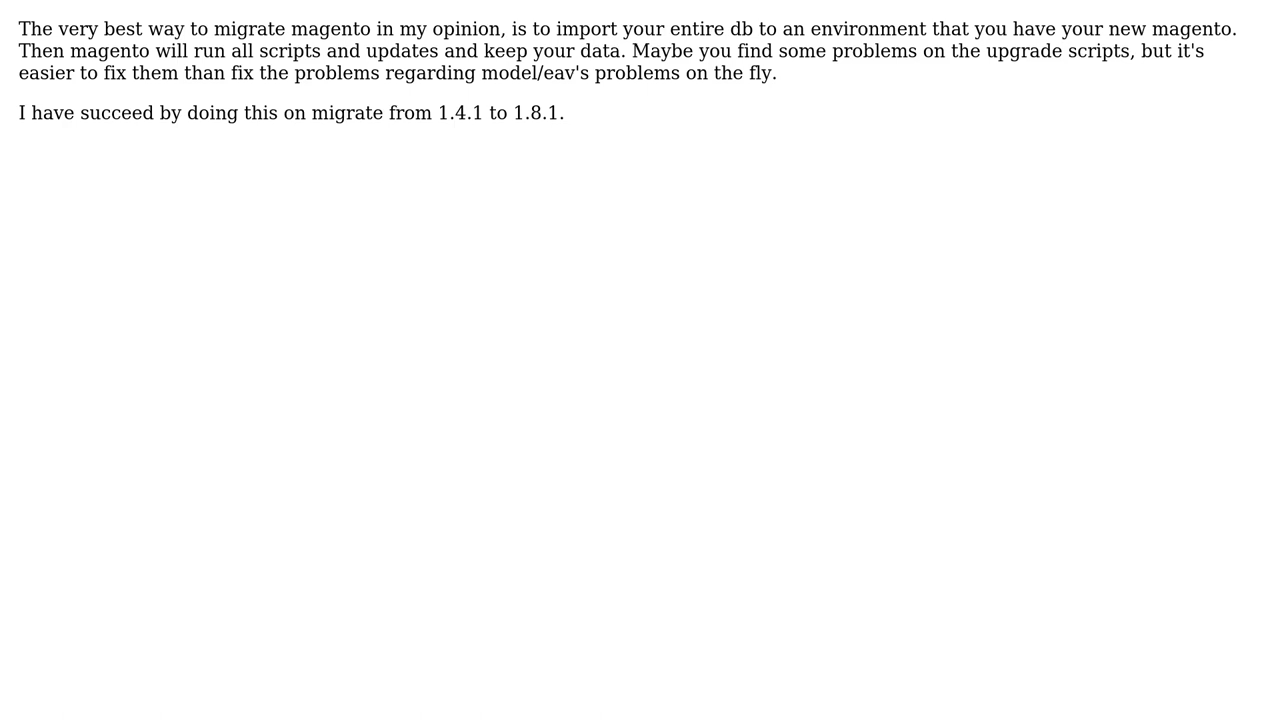 The very best way to migrate magento in my opinion, is to import your entire db to an environment that you have your new magento.
Then magento will run all scripts and updates and keep your data. Maybe you find some problems on the upgrade scripts, but it's
easier to fix them than fix the problems regarding model/eav's problems on the fly.
I have succeed by doing this on migrate from 1.4.1 to 1.8.1.